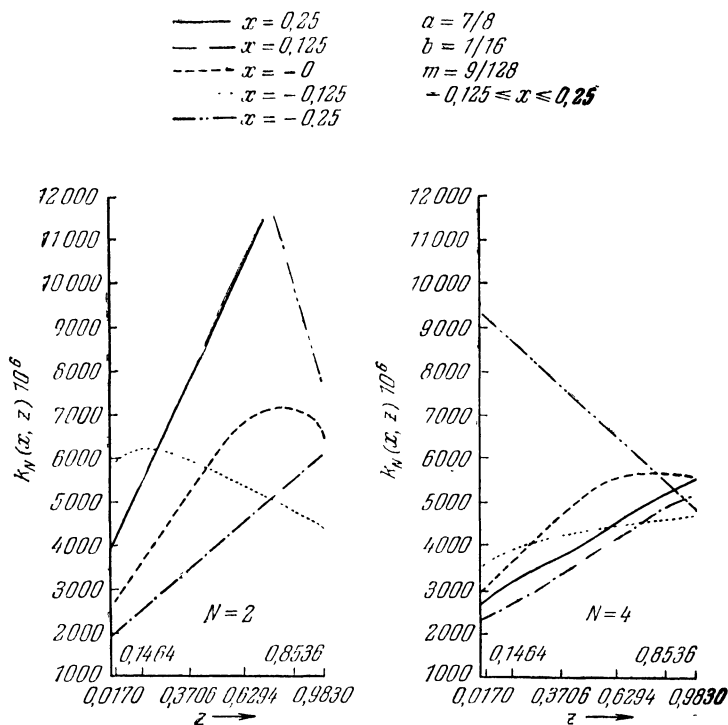 x = 0,25
x = 0,125
x = -0
x = -0,125
x = -0,25
a = 7/8
b = 1/16
m = 9/128
-0,125 ≤ x ≤ 0,25
k_N(x, z) 10^6
12 000
11 000
10 000
9000
8000
7000
6000
5000
4000
3000
2000
1000
N = 2
0,1464
0,8536
0,0170
0,3706
0,6294
0,9830
z →
k_N(x, z) 10^6
12 000
11 000
10 000
9000
8000
7000
6000
5000
4000
3000
2000
1000
N = 4
0,1464
0,8536
0,0170
0,3706
0,6294
0,9830
z →